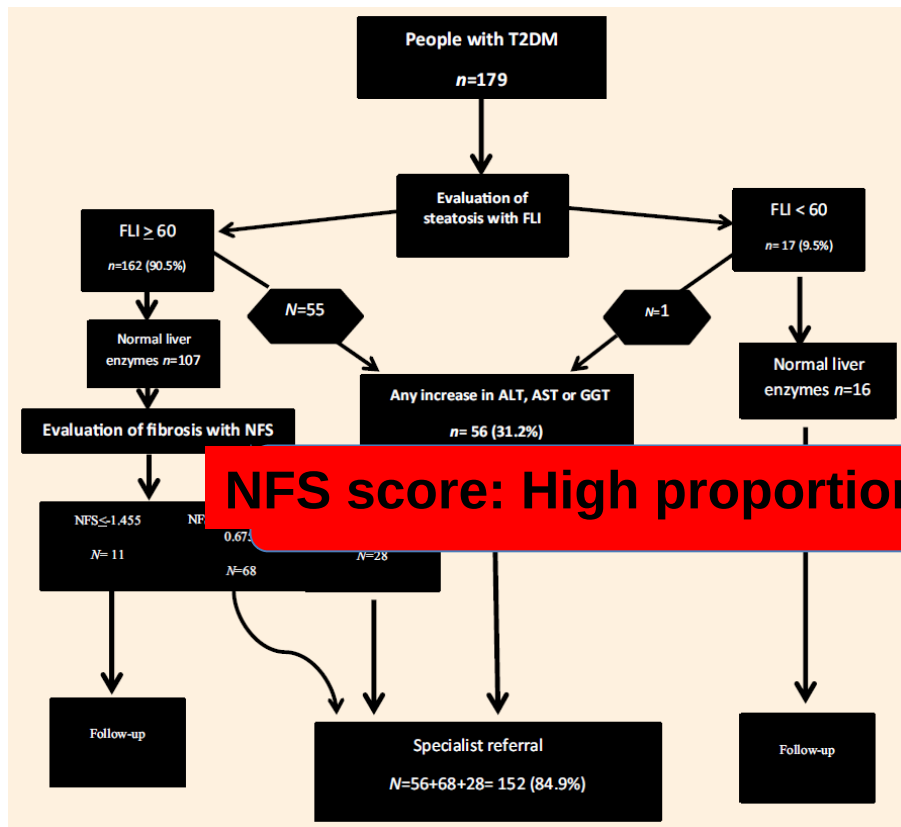 People with T2DM
n=179
Evaluation of
steatosis with FLI
FLI ≥ 60
n=162 (90.5%)
FLI < 60
n= 17 (9.5%)
N=55
N=1
Normal liver
enzymes n=107
Normal liver
enzymes n=16
Any increase in ALT, AST or GGT
n= 56 (31.2%)
Evaluation of fibrosis with NFS
NFS score: High proportion
NFS≤-1.455
N= 11
0.675
N=68
N=28
Follow-up
Specialist referral
N=56+68+28= 152 (84.9%)
Follow-up